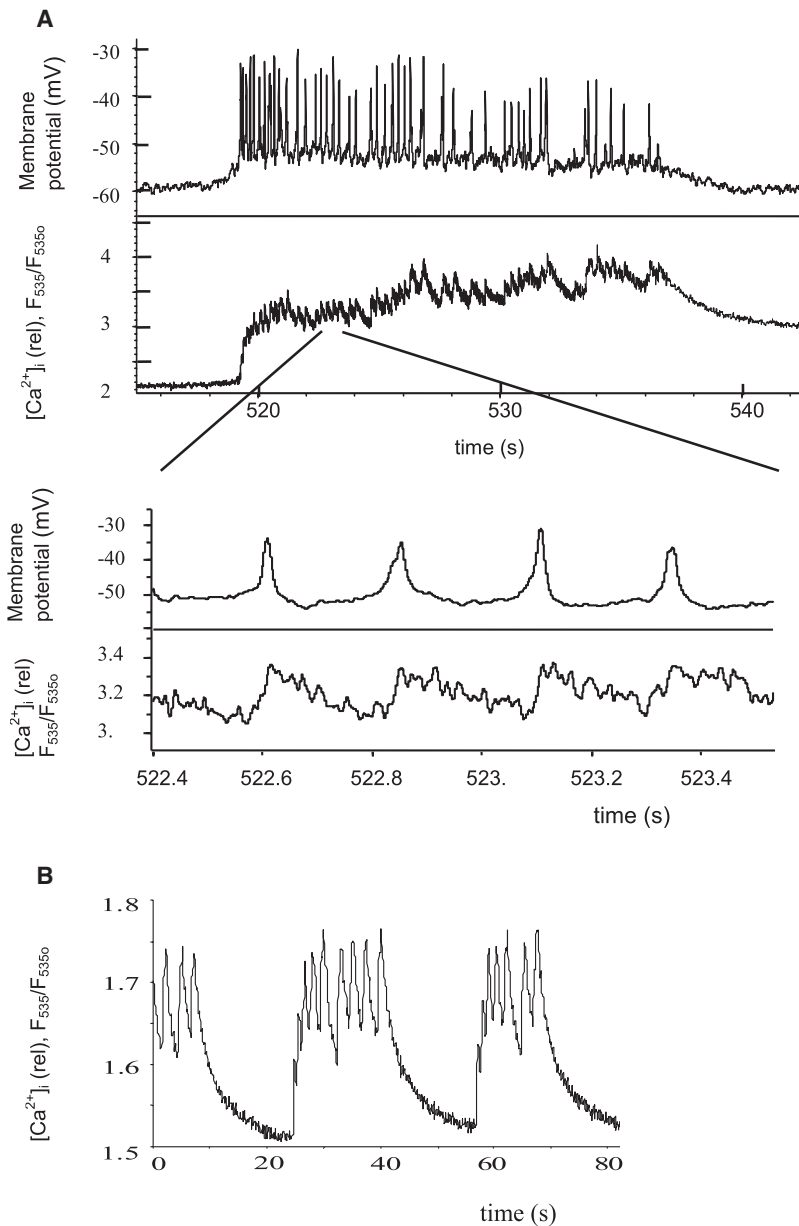 A
Membrane
potential (mV)
-30
-40
-50
-60
[Ca²⁺]ᵢ (rel), F₅₃₅/F₅₃₅ₒ
4
3
2
520
530
540
time (s)
Membrane
potential (mV)
-30
-40
-50
[Ca²⁺]ᵢ (rel)
F₅₃₅/F₅₃₅ₒ
3.4
3.2
3.
522.4
522.6
522.8
523.
523.2
523.4
time (s)
B
[Ca²⁺]ᵢ (rel), F₅₃₅/F₅₃₅ₒ
1.8
1.7
1.6
1.5
0
20
40
60
80
time (s)